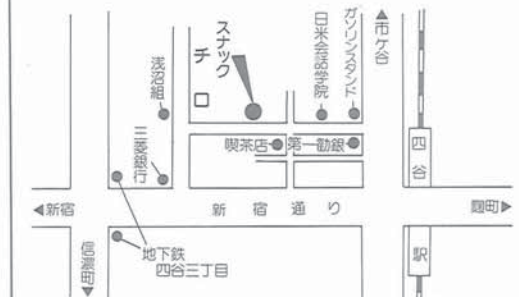 ▲市ケ谷
ガソリンスタンド
日米会話学院
スナック
チロ
浅沼組
三菱銀行
喫茶店
第一勧銀
四谷
駅
◀新宿
新宿通り
麹町▶
信濃町▼
地下鉄
四谷三丁目